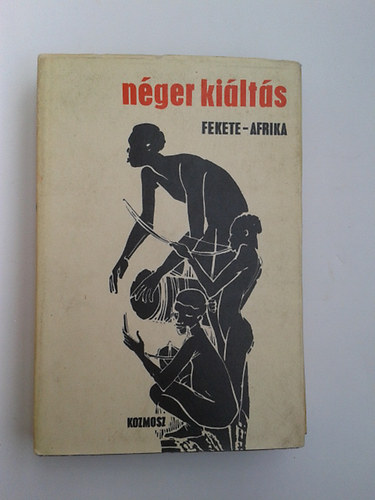 néger kiáltás
FEKETE-AFRIKA
KOZMOSZ